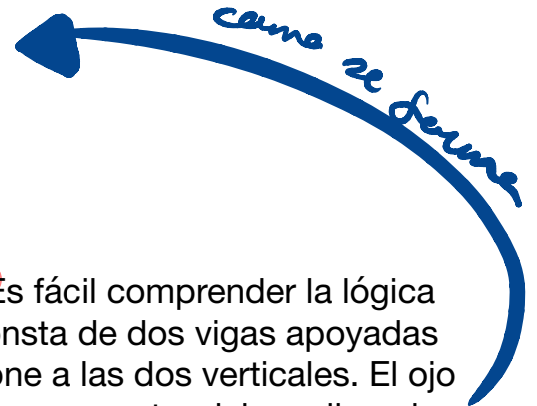 como se forma
Es fácil comprender la lógica
nsta de dos vigas apoyadas
one a las dos verticales. El ojo